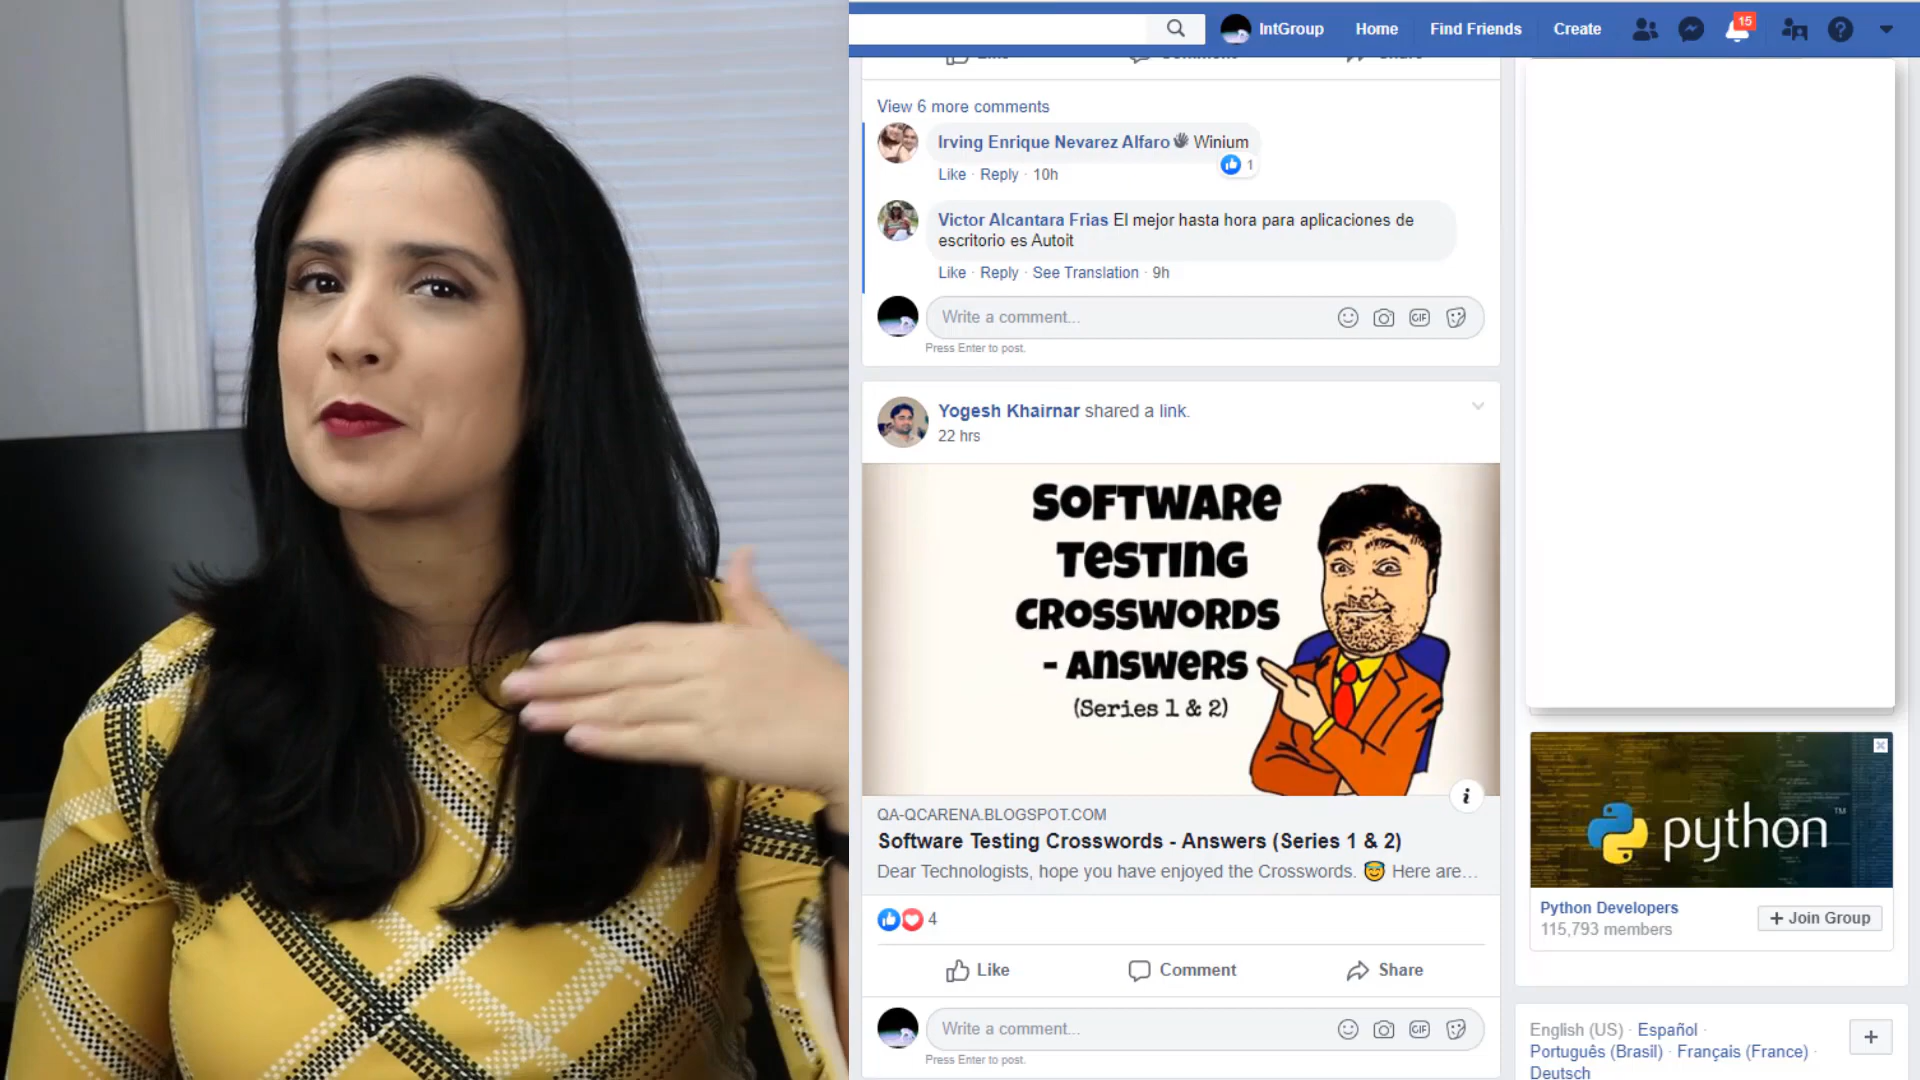 IntGroup
Home
Find Friends
Create
15
View 6 more comments
Irving Enrique Nevarez Alfaro Winium
1
Like · Reply · 10h
Victor Alcantara Frias El mejor hasta hora para aplicaciones de
escritorio es Autoit
Like · Reply · See Translation · 9h
Write a comment...
GIF
Press Enter to post.
Yogesh Khairnar shared a link.
22 hrs
SOFTWARE
TESTING
CROSSWORDS
- ANSWERS
(Series 1 & 2)
QA-QCARENA.BLOGSPOT.COM
Software Testing Crosswords - Answers (Series 1 & 2)
Dear Technologists, hope you have enjoyed the Crosswords. 😇 Here are...
4
Like
Comment
Share
Write a comment...
GIF
Press Enter to post.
python
TM
Python Developers
115,793 members
+ Join Group
English (US) · Español ·
Português (Brasil) · Français (France) ·
Deutsch